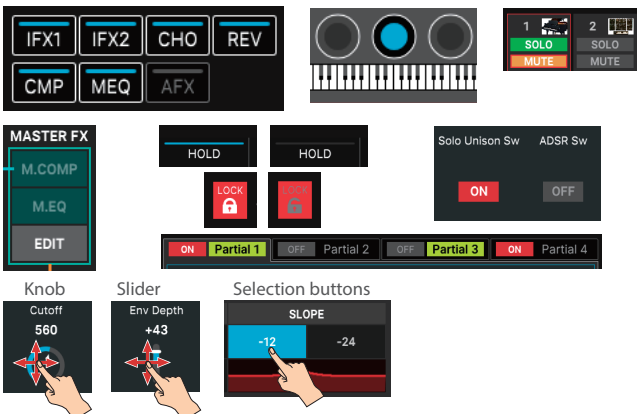 IFX1 IFX2 CHO REV
CMP MEQ AFX
1 2
SOLO SOLO
MUTE MUTE
MASTER FX
M.COMP
M.EQ
EDIT
HOLD HOLD
LOCK LOCK
Solo Unison Sw ADSR Sw
ON OFF
ON Partial 1 OFF Partial 2 OFF Partial 3 ON Partial 4
Knob Slider Selection buttons
Cutoff
560
Env Depth
+43
SLOPE
-12 -24